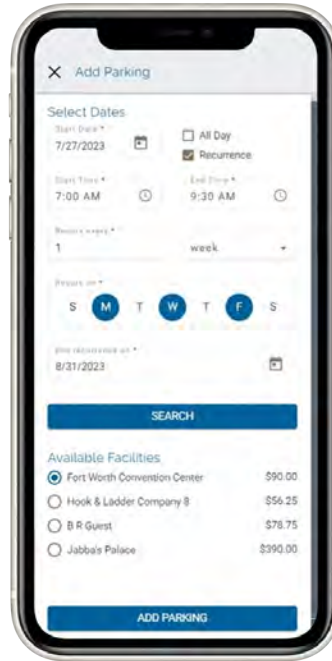 Add Parking
Select Dates
Start Date *
7/27/2023
All Day
Recurrence
Start Time * End Time *
7:00 AM 9:30 AM
Recurs every *
1 week
Recurs on *
S M T W T F S
End recurrence on *
8/31/2023
SEARCH
Available Facilities
Fort Worth Convention Center $90.00
Hook & Ladder Company 8 $56.25
B R Guest $78.75
Jabba's Palace $390.00
ADD PARKING